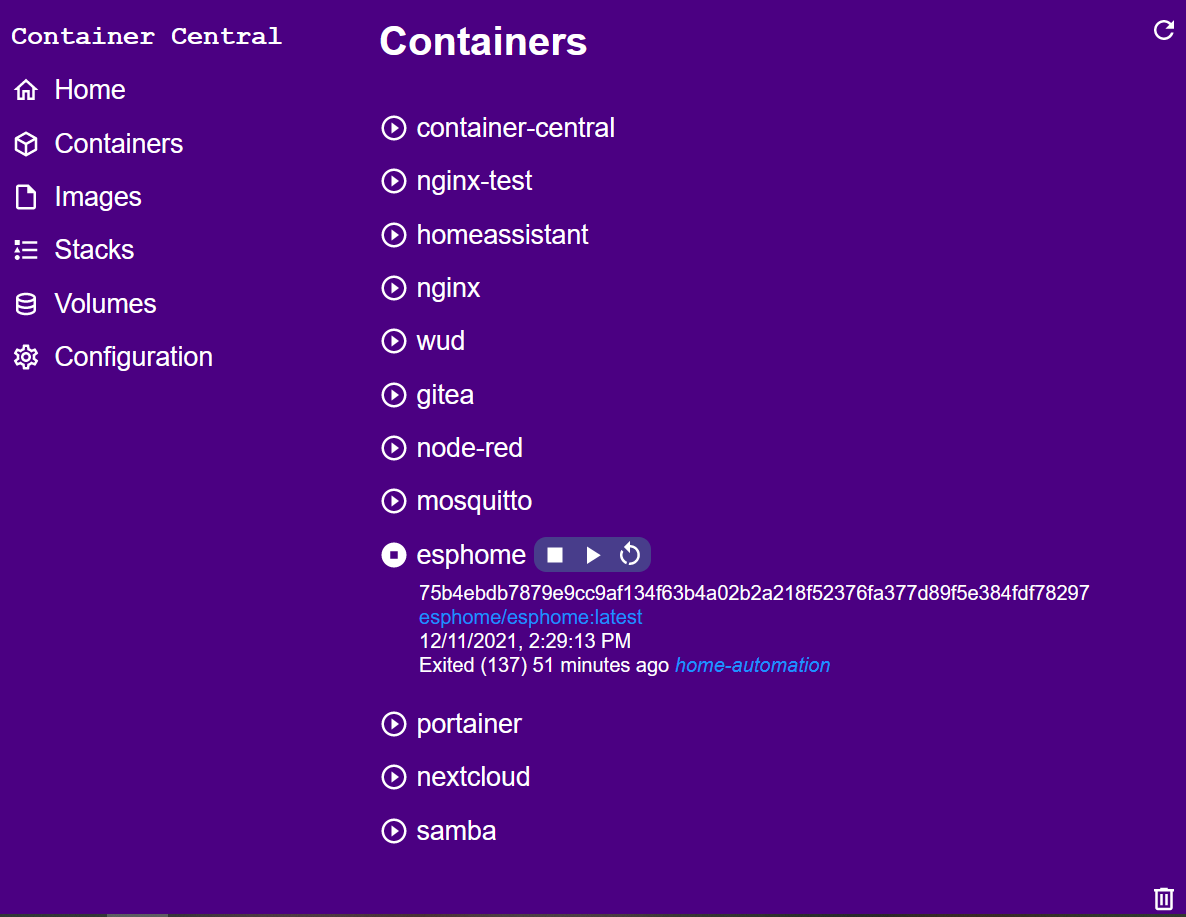 Container Central
Home
Containers
Images
Stacks
Volumes
Configuration
Containers
container-central
nginx-test
homeassistant
nginx
wud
gitea
node-red
mosquitto
esphome
75b4ebdb7879e9cc9af134f63b4a02b2a218f52376fa377d89f5e384fdf78297
esphome/esphome:latest
12/11/2021, 2:29:13 PM
Exited (137) 51 minutes ago home-automation
portainer
nextcloud
samba